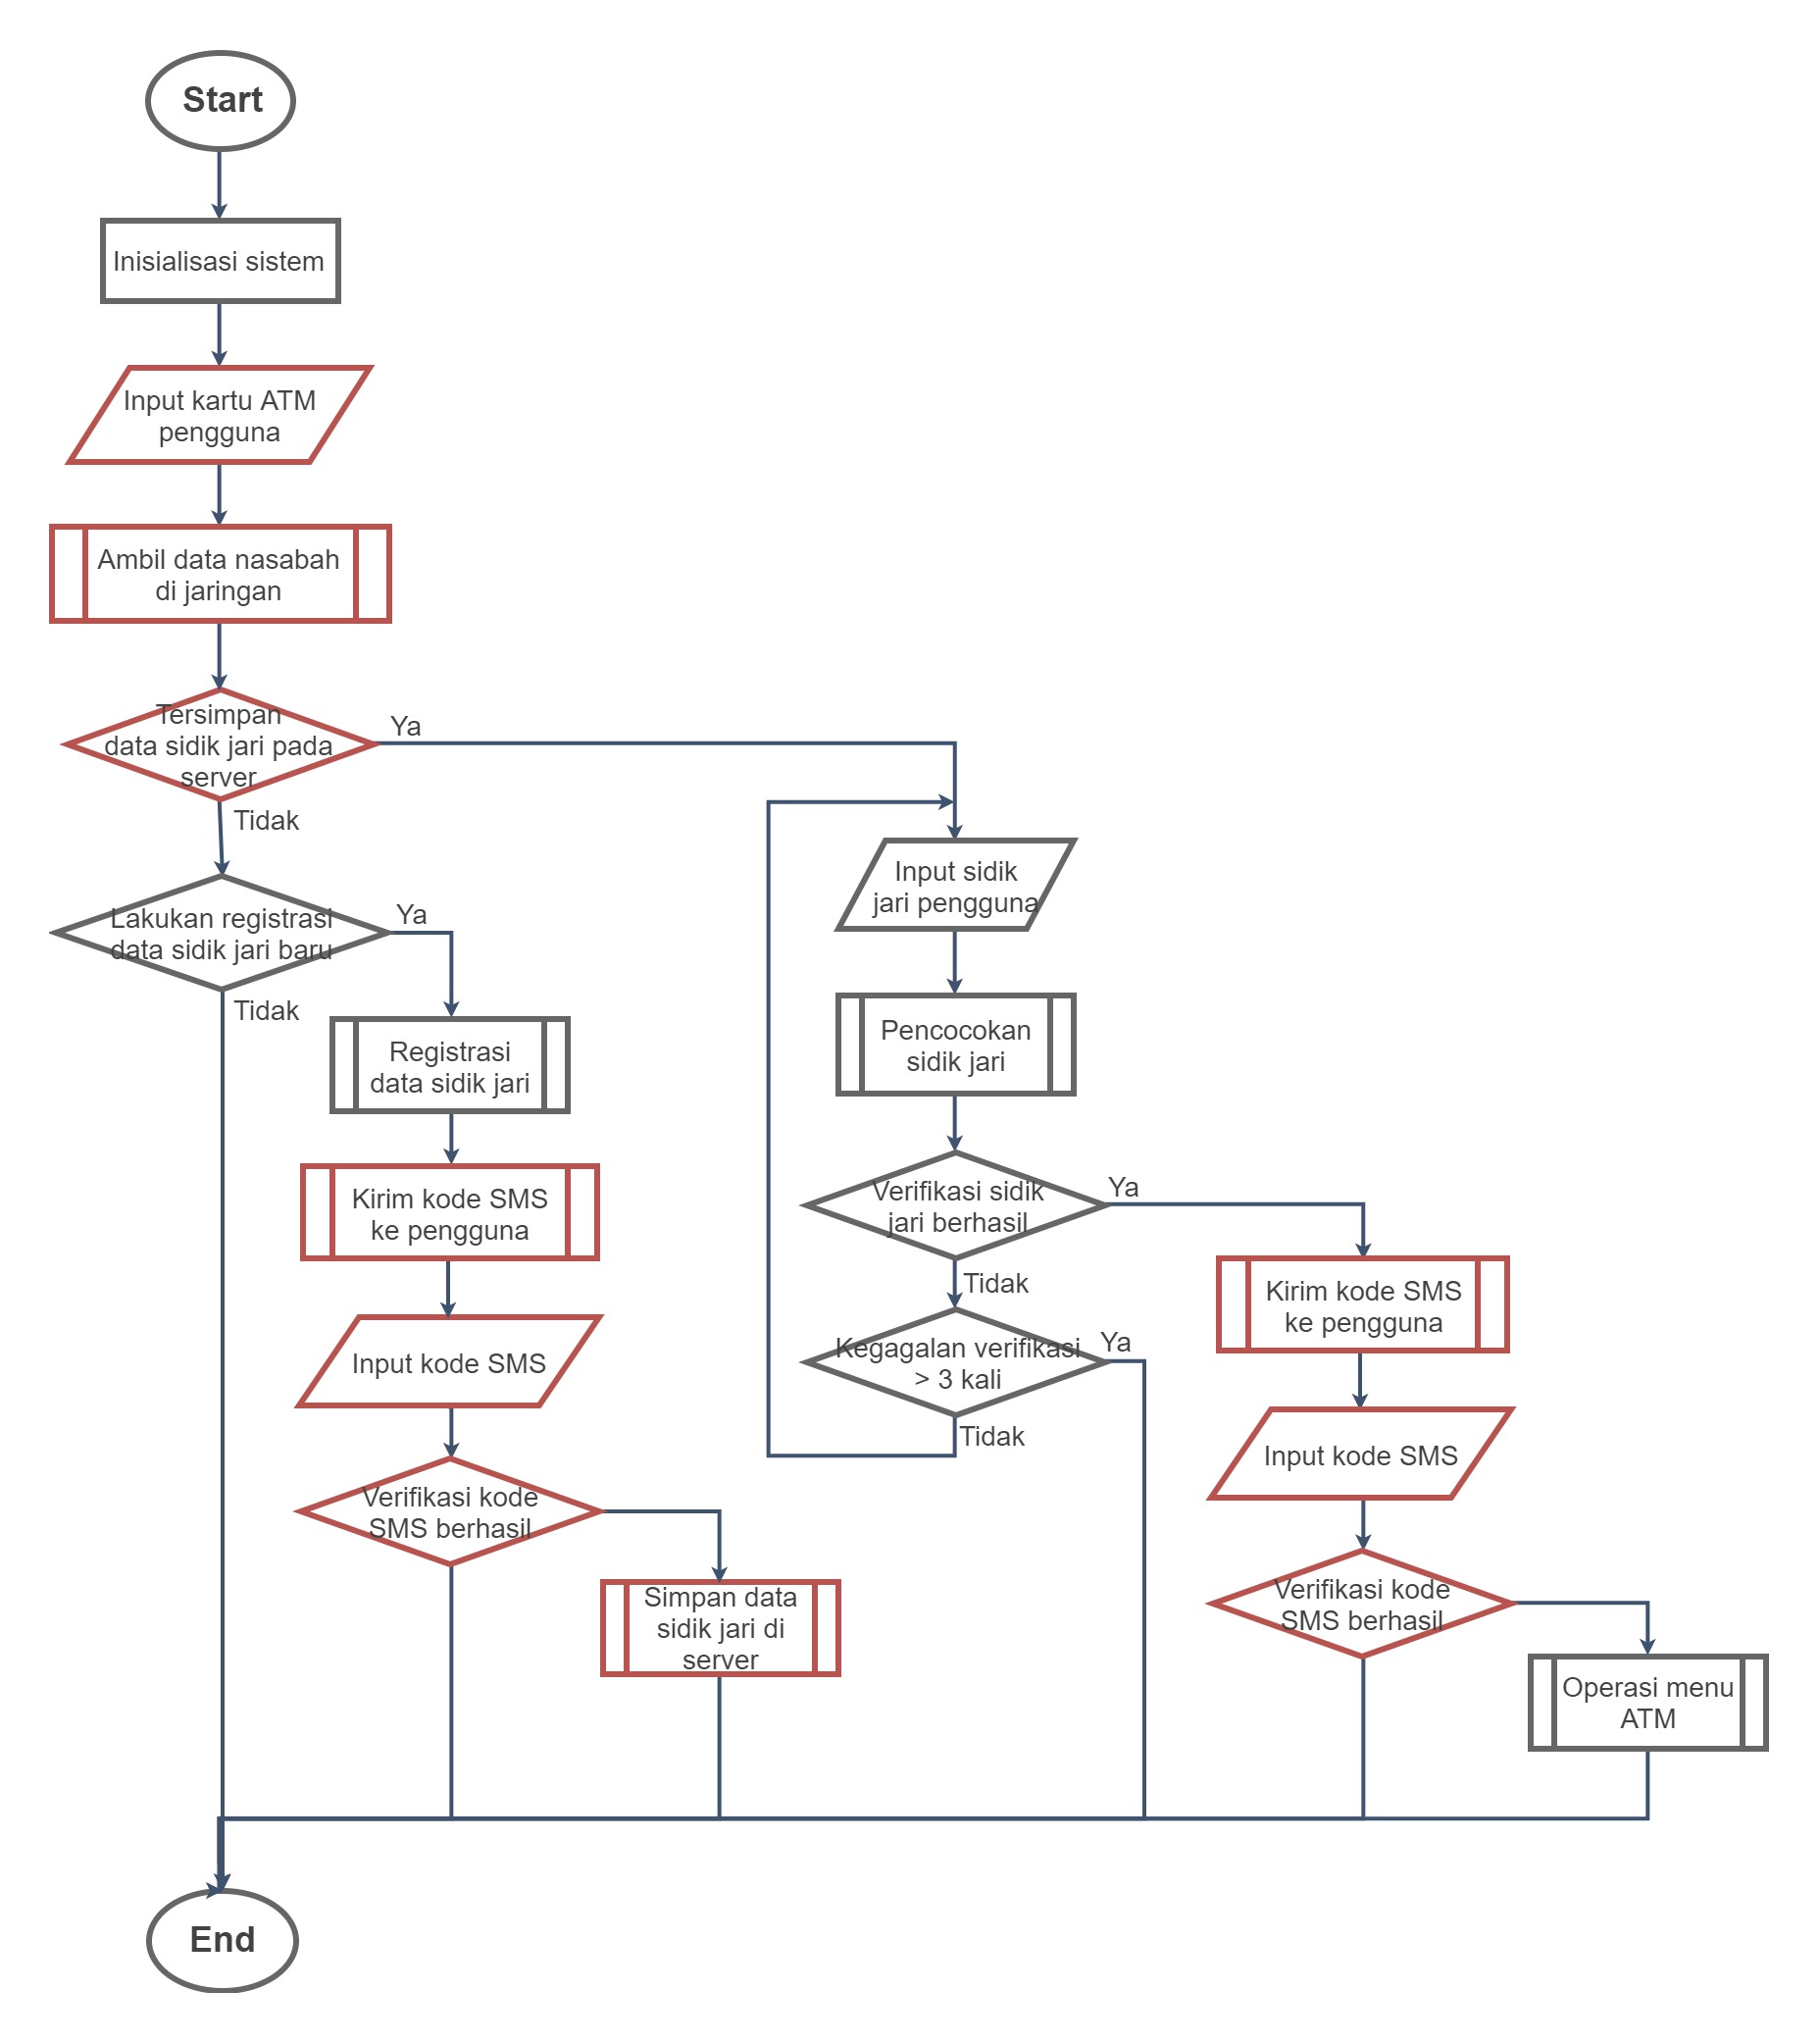 Start
Inisialisasi sistem
Input kartu ATM
pengguna
Ambil data nasabah
di jaringan
Tersimpan
data sidik jari pada
server
Ya
Tidak
Lakukan registrasi
data sidik jari baru
Ya
Tidak
Registrasi
data sidik jari
Kirim kode SMS
ke pengguna
Input kode SMS
Verifikasi kode
SMS berhasil
Simpan data
sidik jari di
server
Input sidik
jari pengguna
Pencocokan
sidik jari
Verifikasi sidik
jari berhasil
Ya
Tidak
Kegagalan verifikasi
> 3 kali
Ya
Tidak
Kirim kode SMS
ke pengguna
Input kode SMS
Verifikasi kode
SMS berhasil
Operasi menu
ATM
End